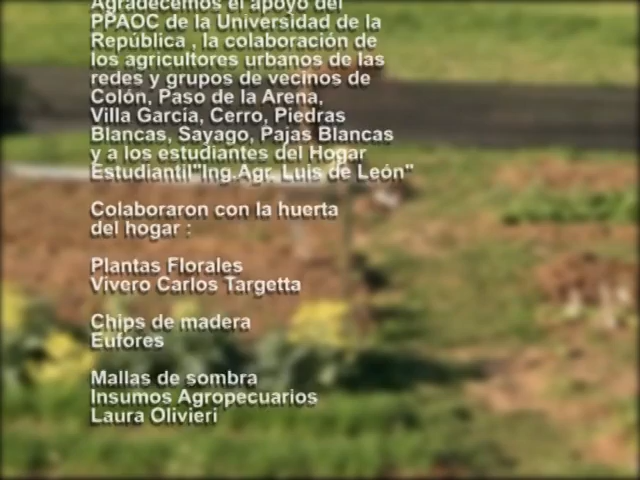 Agradecemos el apoyo del
PPAOC de la Universidad de la
República , la colaboración de
los agricultores urbanos de las
redes y grupos de vecinos de
Colón, Paso de la Arena,
Villa García, Cerro, Piedras
Blancas, Sayago, Pajas Blancas
y a los estudiantes del Hogar
Estudiantil"Ing.Agr. Luis de León"
Colaboraron con la huerta
del hogar :
Plantas Florales
Vivero Carlos Targetta
Chips de madera
Eufores
Mallas de sombra
Insumos Agropecuarios
Laura Olivieri